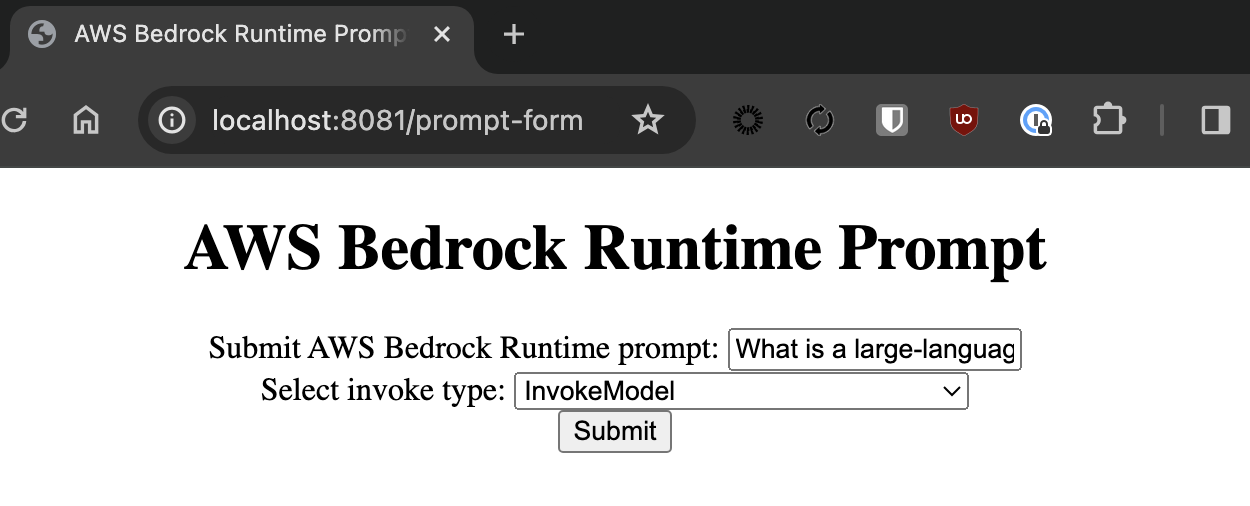 AWS Bedrock Runtime Promp
localhost:8081/prompt-form
AWS Bedrock Runtime Prompt
Submit AWS Bedrock Runtime prompt: What is a large-languag
Select invoke type: InvokeModel
Submit